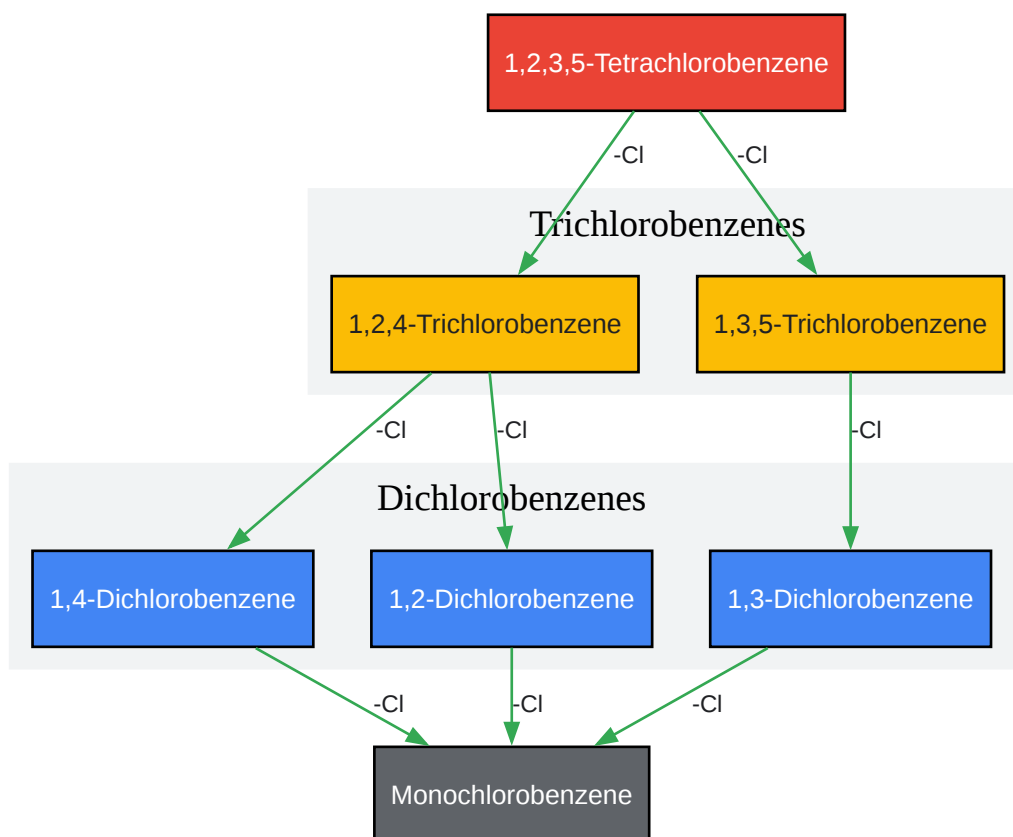 1,2,3,5-Tetrachlorobenzene
-Cl
-Cl
Trichlorobenzenes
1,2,4-Trichlorobenzene
1,3,5-Trichlorobenzene
-Cl
-Cl
-Cl
Dichlorobenzenes
1,4-Dichlorobenzene
1,2-Dichlorobenzene
1,3-Dichlorobenzene
-Cl
-Cl
-Cl
Monochlorobenzene